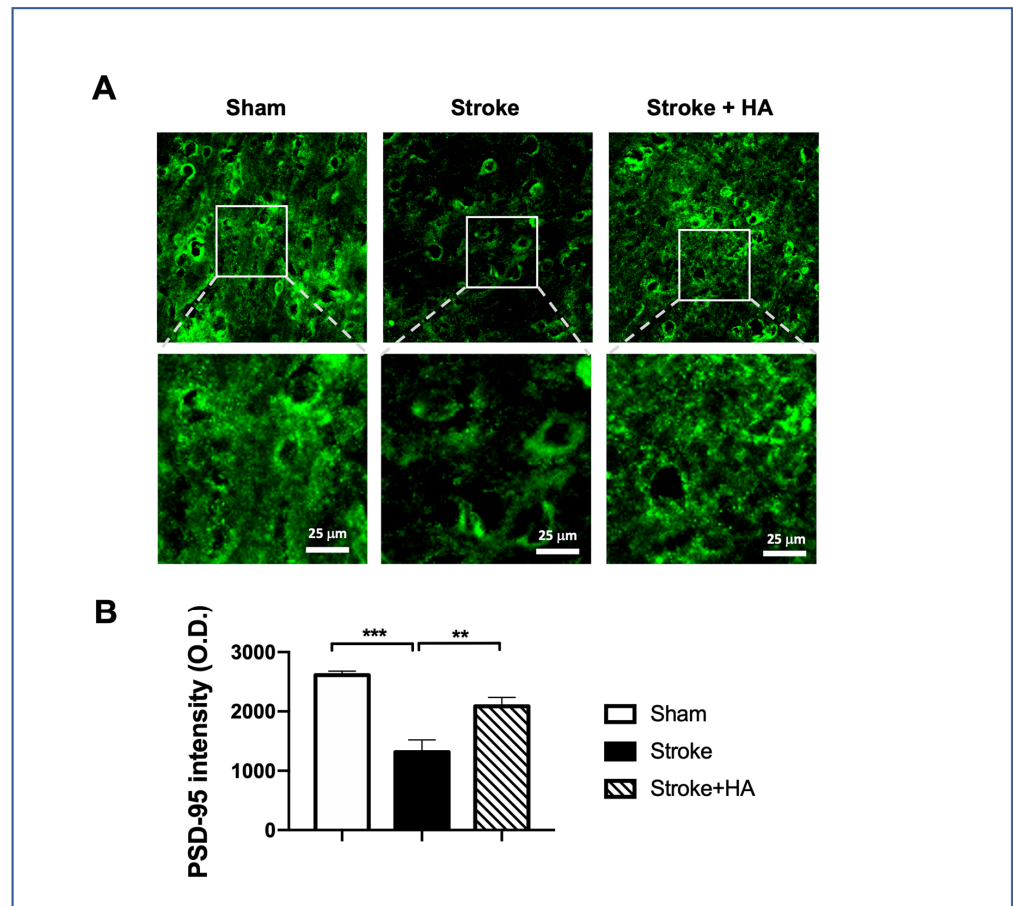 A
Sham Stroke Stroke + HA
25 μm 25 μm 25 μm
B
PSD-95 intensity (O.D.)
*** **
3000
2000
1000
0
Sham
Stroke
Stroke+HA